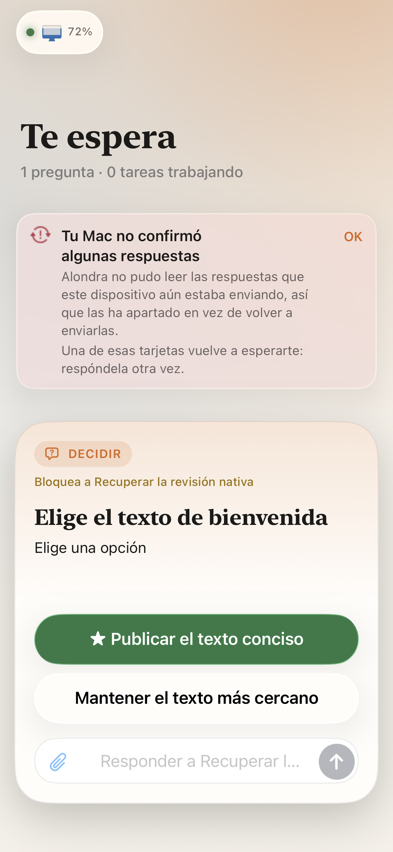 72%
Te espera
1 pregunta · 0 tareas trabajando
Tu Mac no confirmó
algunas respuestas
OK
Alondra no pudo leer las respuestas que
este dispositivo aún estaba enviando, así
que las ha apartado en vez de volver a
enviarlas.
Una de esas tarjetas vuelve a esperarte:
respóndela otra vez.
DECIDIR
Bloquea a Recuperar la revisión nativa
Elige el texto de bienvenida
Elige una opción
Publicar el texto conciso
Mantener el texto más cercano
Responder a Recuperar l...